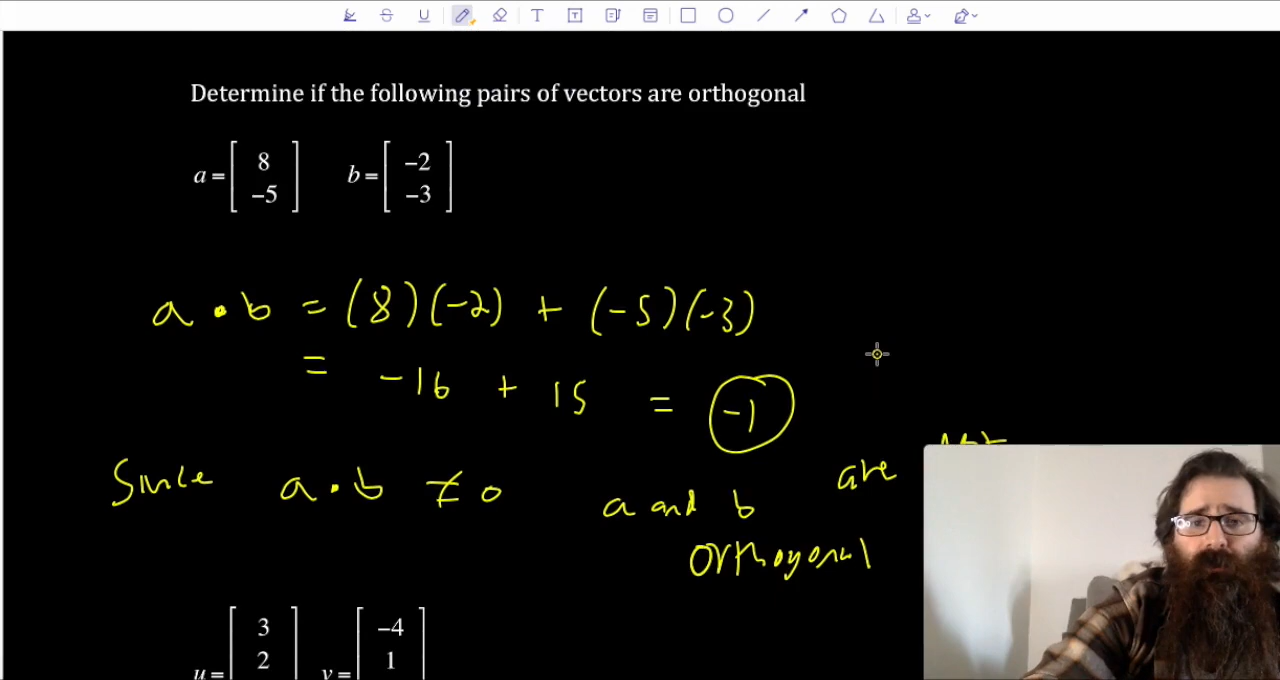 Determine if the following pairs of vectors are orthogonal
a = [ 8 -5 ] b = [ -2 -3 ]
a • b = (8)(-2) + (-5)(-3)
= -16 + 15 = -1
Since a • b ≠ 0 a and b are
orthogonal
u = [ 3 2 v = [ -4 1